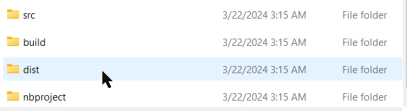 src 3/22/2024 3:15 AM File folder
build 3/22/2024 3:15 AM File folder
dist 3/22/2024 3:15 AM File folder
nbproject 3/22/2024 3:15 AM File folder